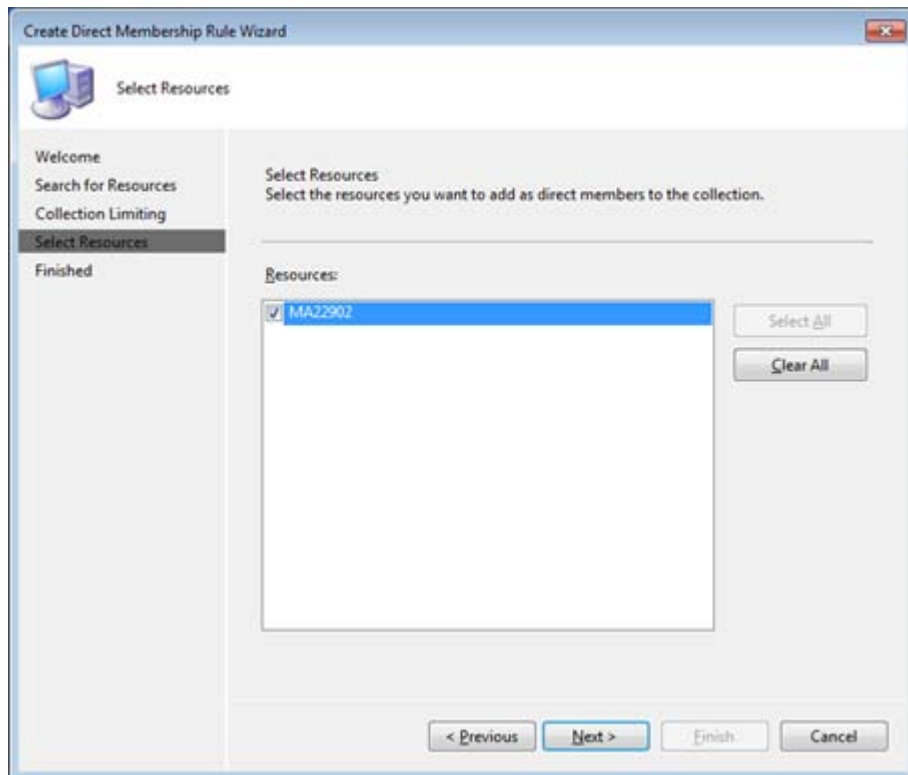 Create Direct Membership Rule Wizard
Select Resources
Welcome
Search for Resources
Collection Limiting
Select Resources
Finished
Select Resources
Select the resources you want to add as direct members to the collection.
Resources:
MA22902
Select All
Clear All
< Previous
Next >
Finish
Cancel